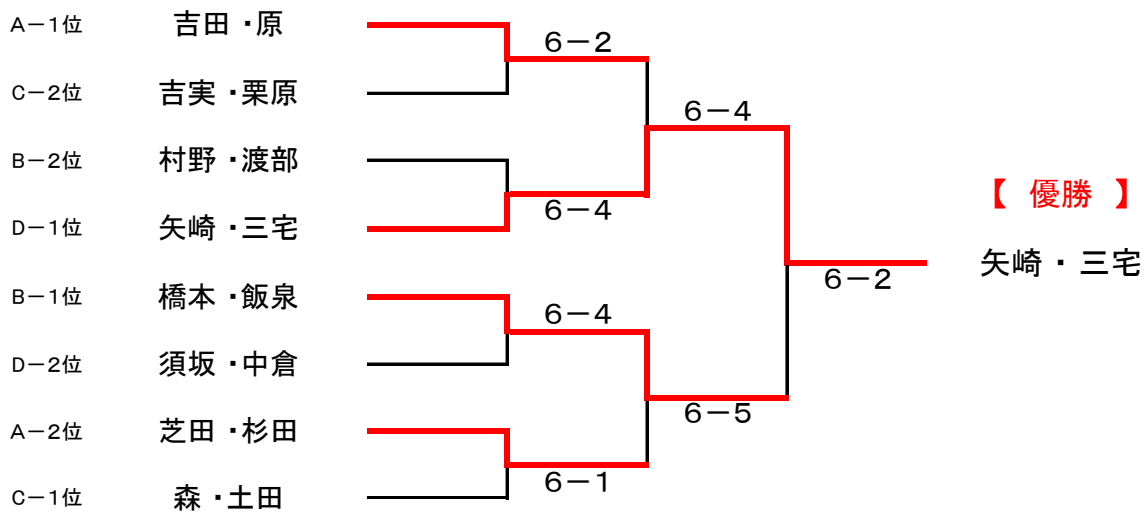 A－1位 吉田・原
6－2
C－2位 吉実・栗原
6－4
B－2位 村野・渡部
【 優勝 】
6－4
D－1位 矢崎・三宅
矢崎・三宅
6－2
B－1位 橋本・飯泉
6－4
D－2位 須坂・中倉
6－5
A－2位 芝田・杉田
6－1
C－1位 森・土田